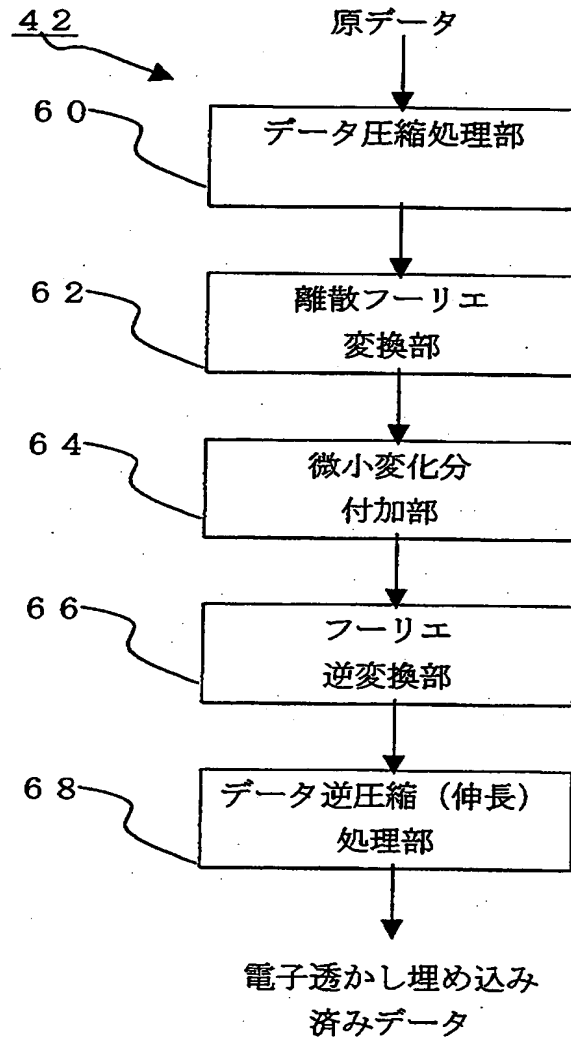 ４２
原データ
６０
データ圧縮処理部
６２
離散フーリエ
変換部
６４
微小変化分
付加部
６６
フーリエ
逆変換部
６８
データ逆圧縮（伸長）
処理部
電子透かし埋め込み
済みデータ